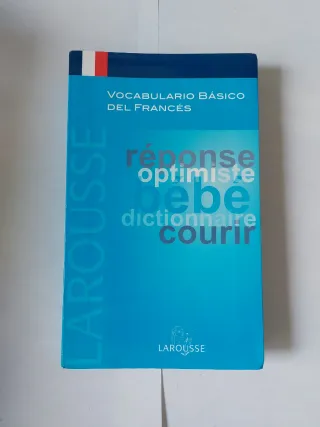 VOCABULARIO BÁSICO
DEL FRANCÉS
LAROUSSE
réponse
optimiste
bébé
dictionnaire
courir
LAROUSSE